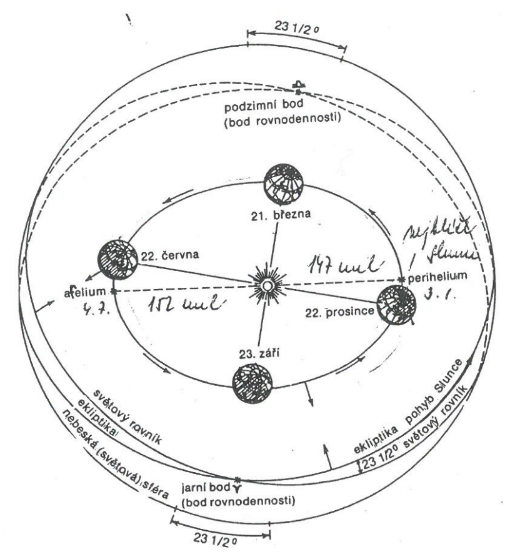 23 1/2°
♎
podzimní bod
(bod rovnodennosti)
21. března
22. června
147 mil
nejblíže
Slunce
afelium
4.7.
152 mil
perihelium
3.1.
22. prosince
23. září
světový rovník
ekliptika
nebeská (světová) sféra
ekliptika pohyb Slunce
23 1/2° světový rovník
jarní bod ♈
(bod rovnodennosti)
23 1/2°